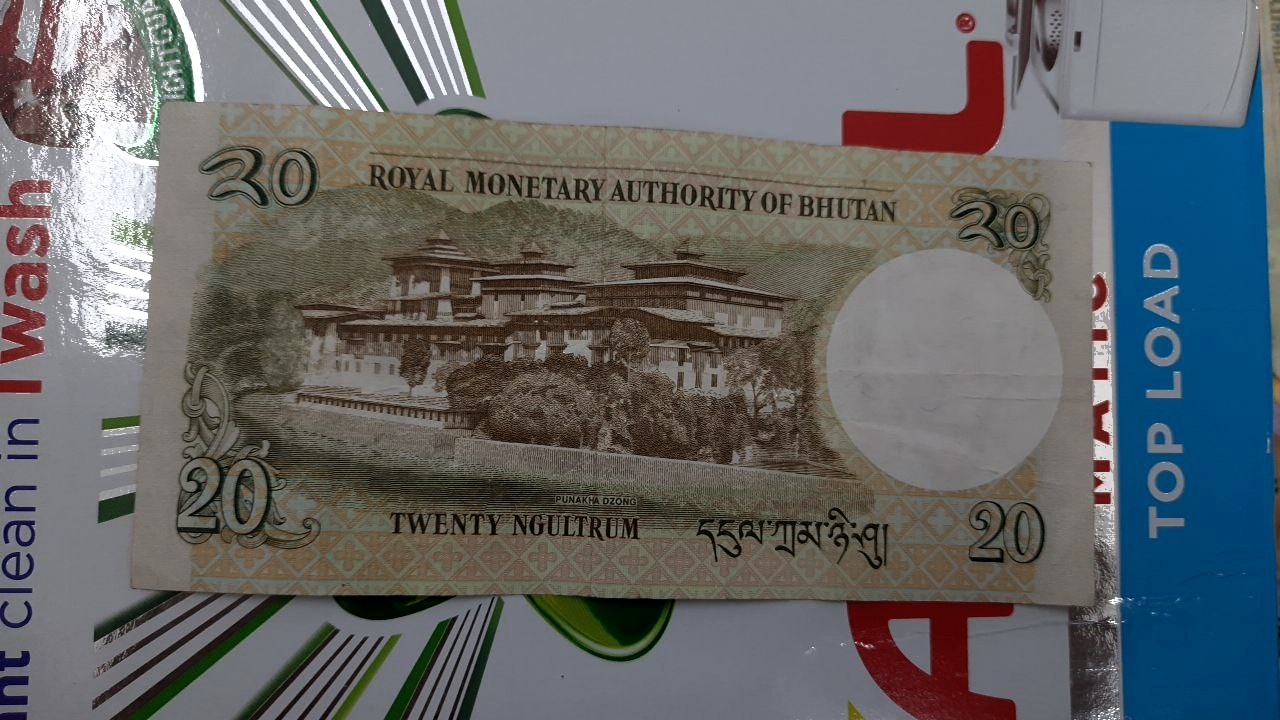 ༢༠
ROYAL MONETARY AUTHORITY OF BHUTAN
༢༠
PUNAKHA DZONG
20
TWENTY NGULTRUM
དངུལ་ཀྲམ་ཉི་ཤུ།
20
clean in 1 wash
L®
TOP LOAD